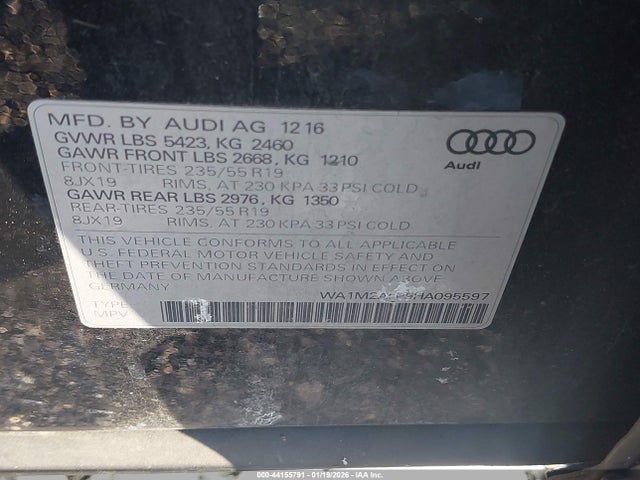 MFD. BY AUDI AG 12 16
GVWR LBS 5423, KG 2460
GAWR FRONT LBS 2668, KG 1210
FRONT-TIRES 235/55 R19
8JX19 RIMS, AT 230 KPA 33 PSI COLD
GAWR REAR LBS 2976, KG 1350
REAR-TIRES 235/55 R19
8JX19 RIMS, AT 230 KPA 33 PSI COLD
Audi
THIS VEHICLE CONFORMS TO ALL APPLICABLE
U.S. FEDERAL MOTOR VEHICLE SAFETY AND
THEFT PREVENTION STANDARDS IN EFFECT ON
THE DATE OF MANUFACTURE SHOWN ABOVE.
GERMANY
TYPE:
MPV
000-44155791 - 01/19/2026 - IAA Inc.